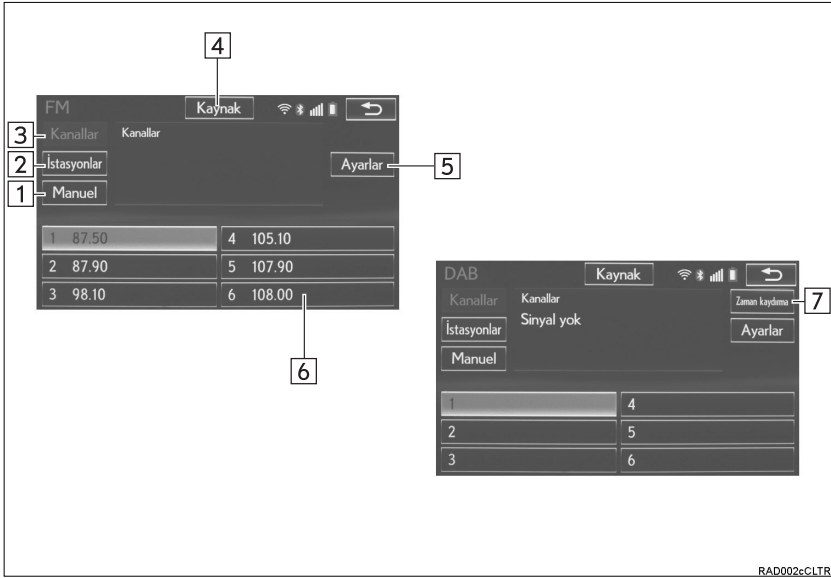 4
FM
Kaynak
3
Kanallar
Kanallar
2
İstasyonlar
Ayarlar
5
1
Manuel
1 87.50
4 105.10
2 87.90
5 107.90
3 98.10
6 108.00
6
DAB
Kaynak
Kanallar
Kanallar
Zaman kaydırma
7
İstasyonlar
Sinyal yok
Ayarlar
Manuel
1
4
2
5
3
6
RAD002cCLTR